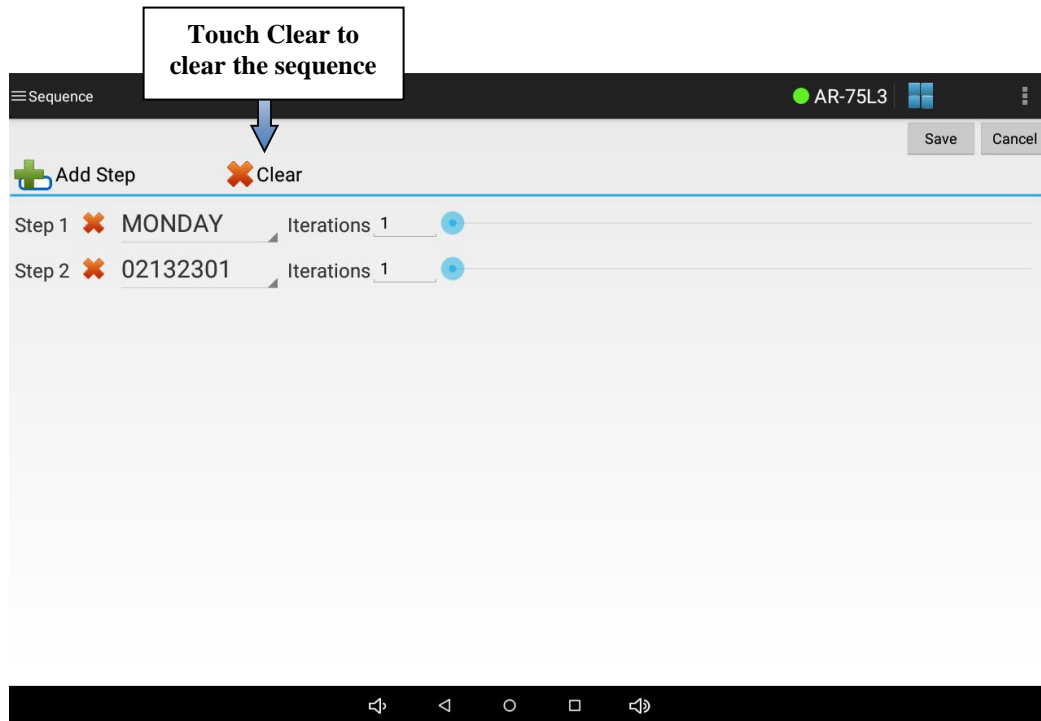 Touch Clear to
clear the sequence
Sequence
AR-75L3
Save Cancel
Add Step Clear
Step 1 MONDAY Iterations 1
Step 2 02132301 Iterations 1